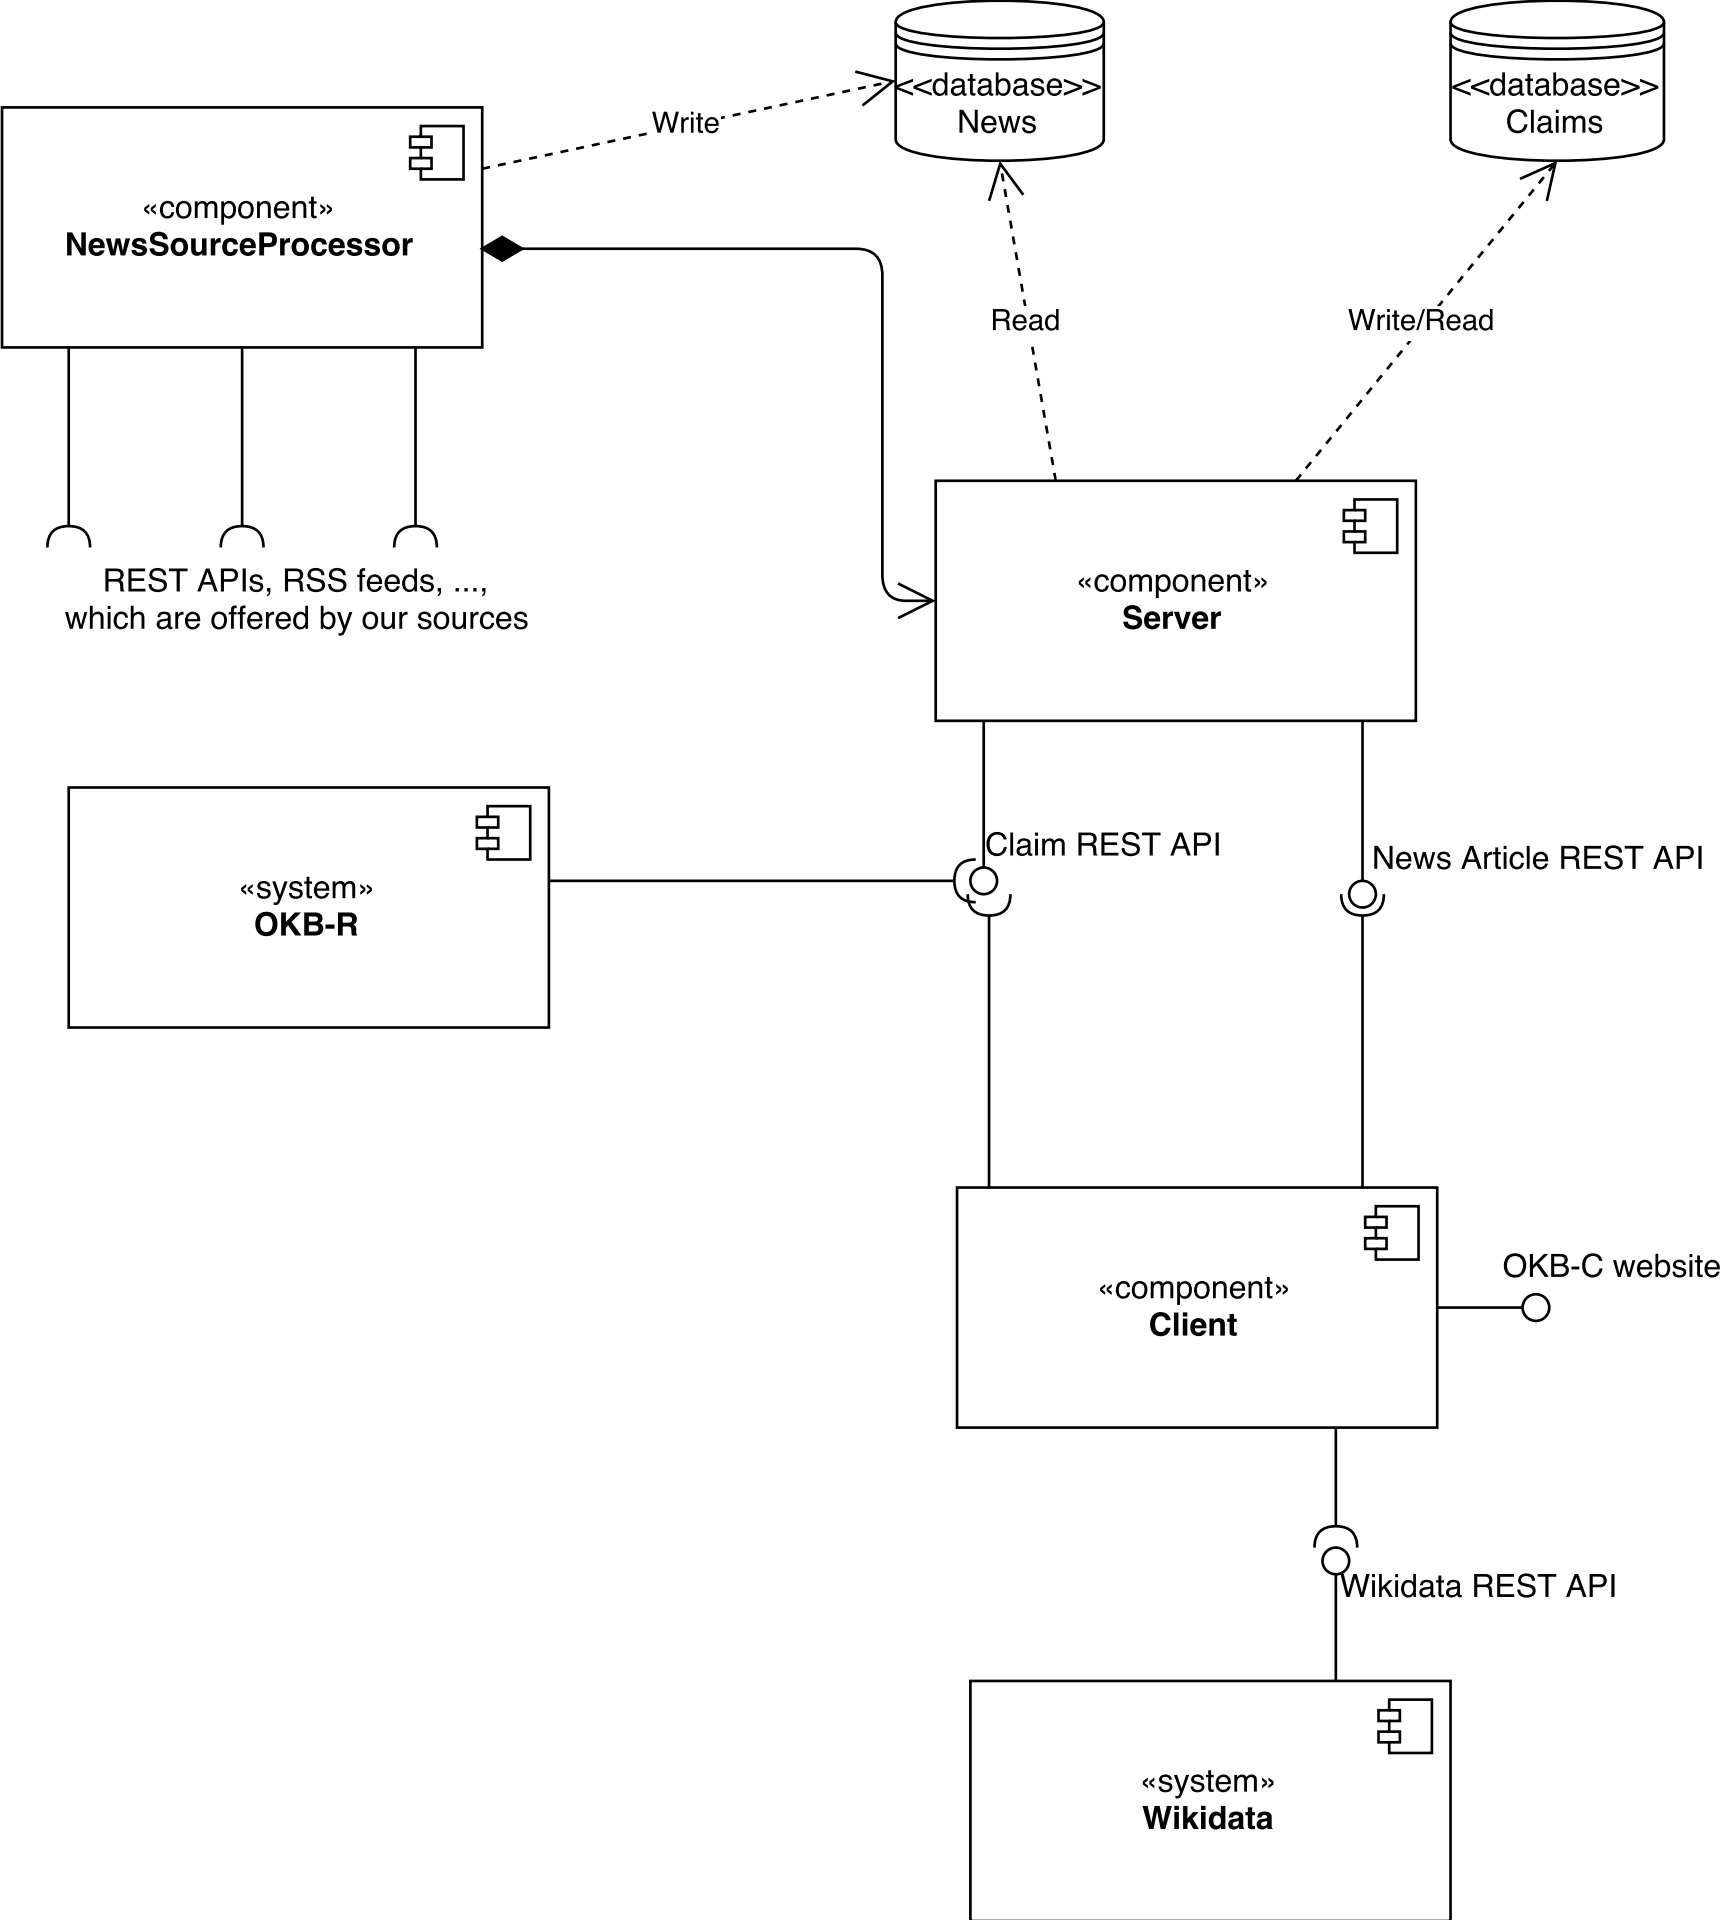 <<database>>
News
<<database>>
Claims
Write
«component»
NewsSourceProcessor
Read
Write/Read
REST APIs, RSS feeds, ...,
which are offered by our sources
«component»
Server
Claim REST API
News Article REST API
«system»
OKB-R
«component»
Client
OKB-C website
Wikidata REST API
«system»
Wikidata